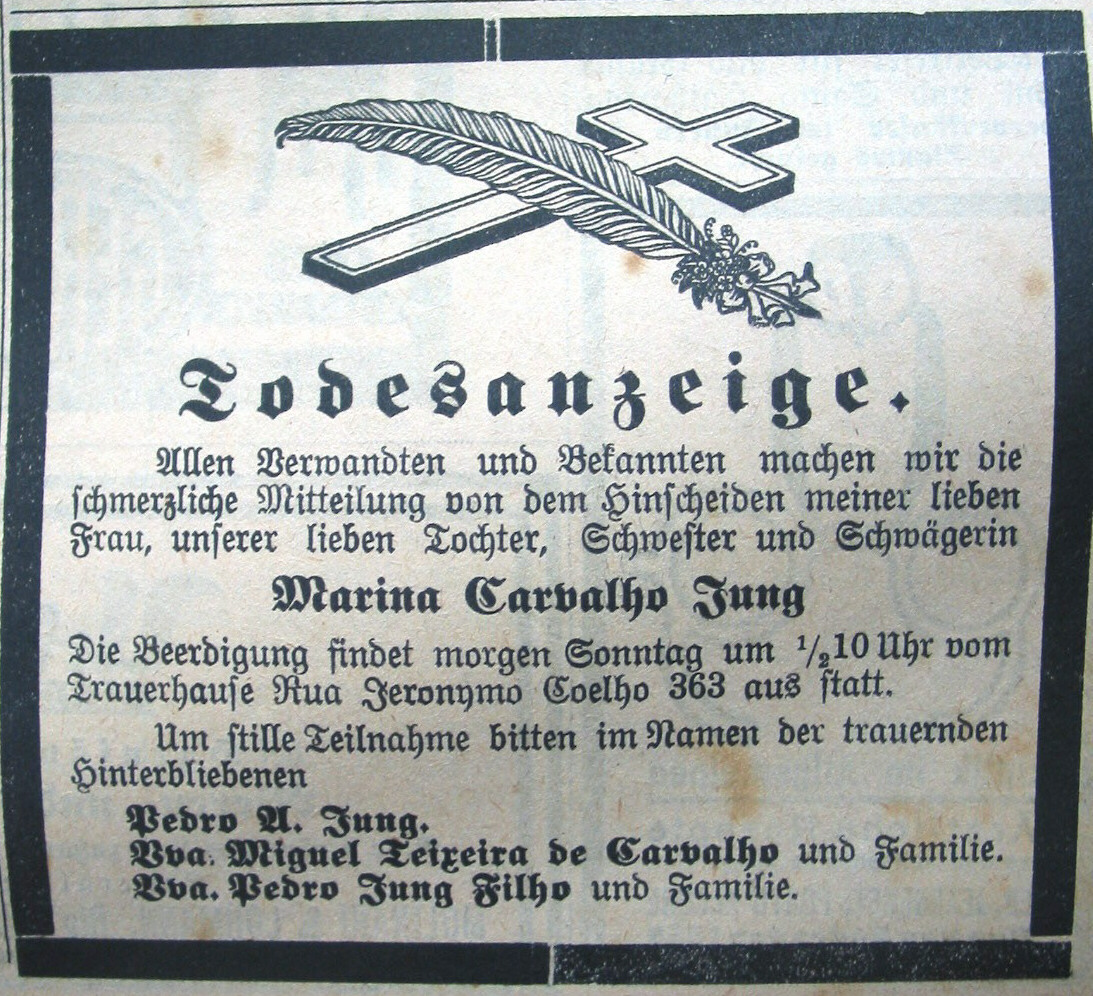 Todesanzeige.
Allen Verwandten und Bekannten machen wir die
schmerzliche Mitteilung von dem Hinscheiden meiner lieben
Frau, unserer lieben Tochter, Schwester und Schwägerin
Marina Carvalho Jung
Die Beerdigung findet morgen Sonntag um 1/2 10 Uhr vom
Trauerhause Rua Jeronymo Coelho 363 aus statt.
Um stille Teilnahme bitten im Namen der trauernden
Hinterbliebenen
Pedro A. Jung.
Vva. Miguel Teixeira de Carvalho und Familie.
Vva. Pedro Jung Filho und Familie.